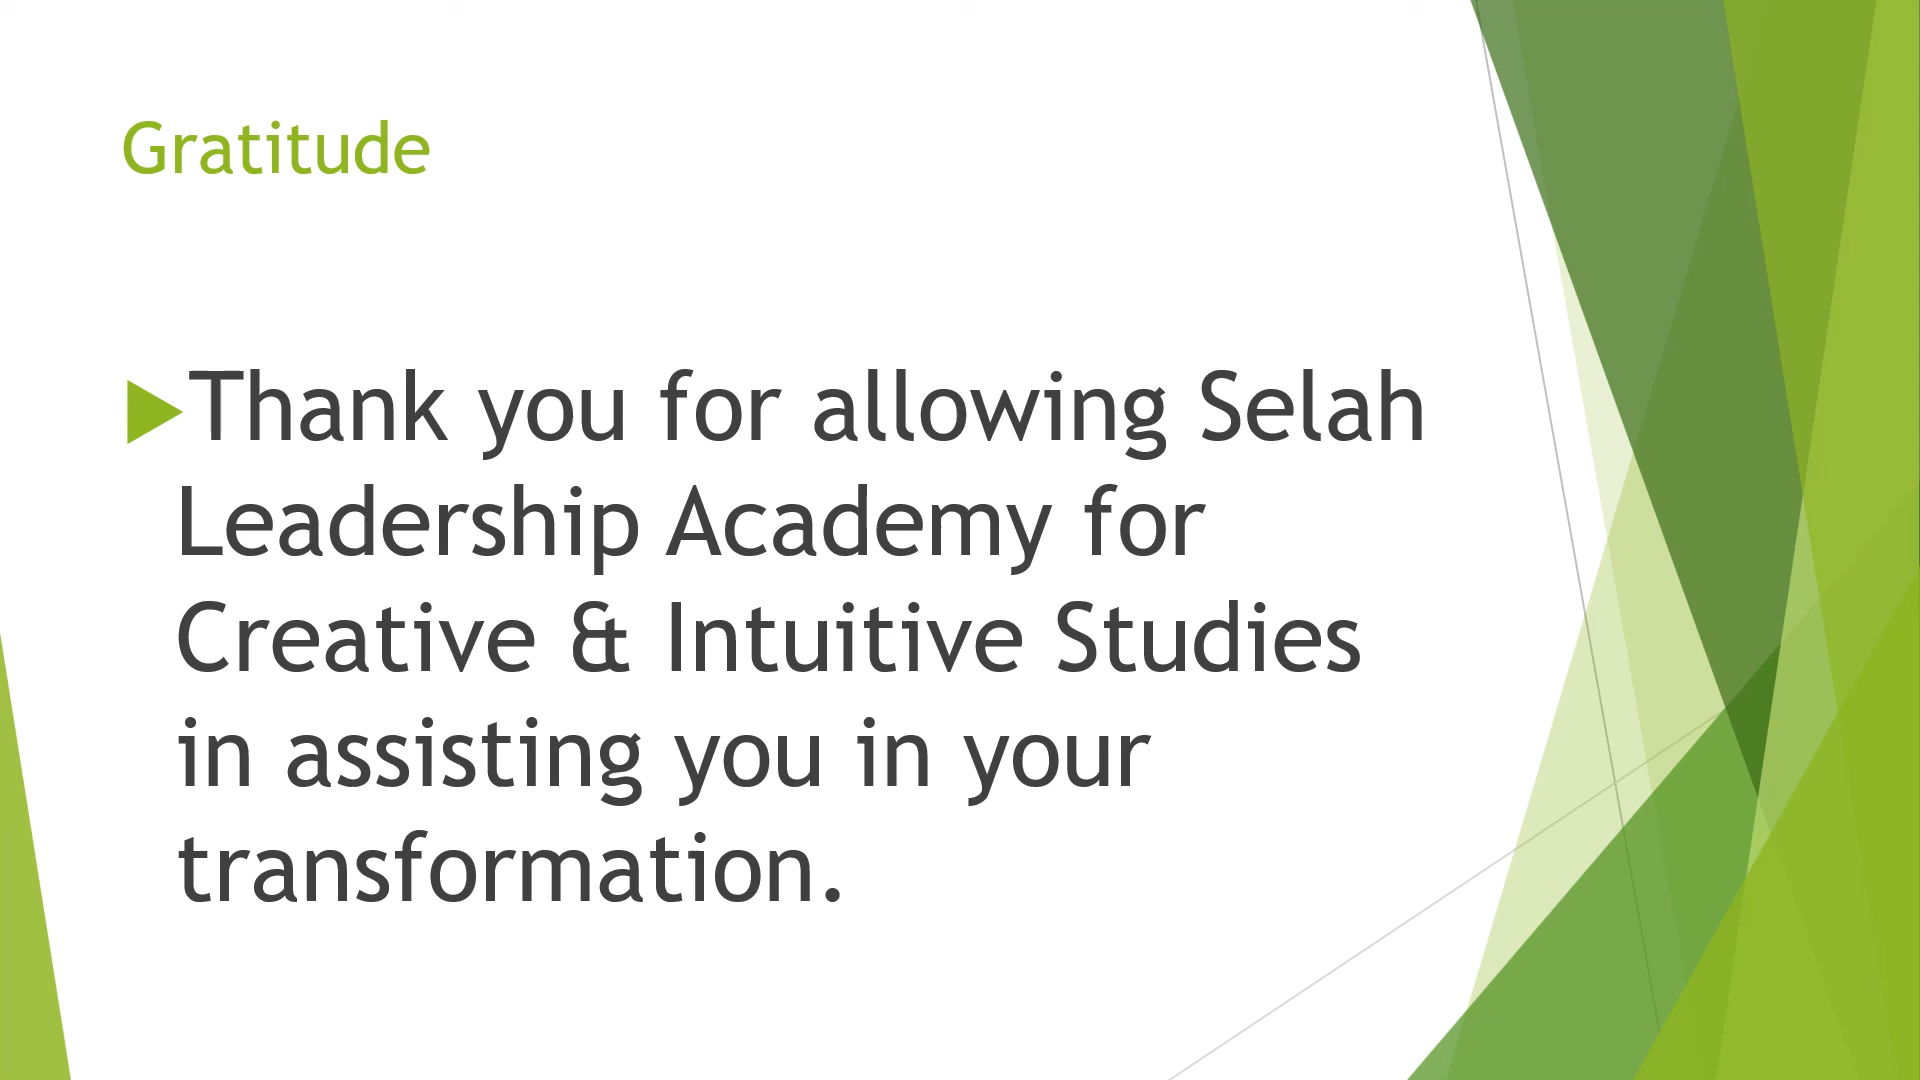 Gratitude
Thank you for allowing Selah
Leadership Academy for
Creative & Intuitive Studies
in assisting you in your
transformation.